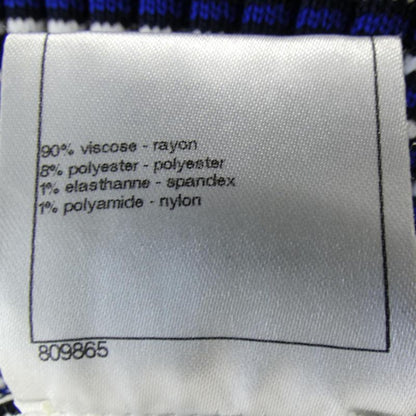 90% viscose - rayon
8% polyester - polyester
1% elasthanne - spandex
1% polyamide - nylon
809865